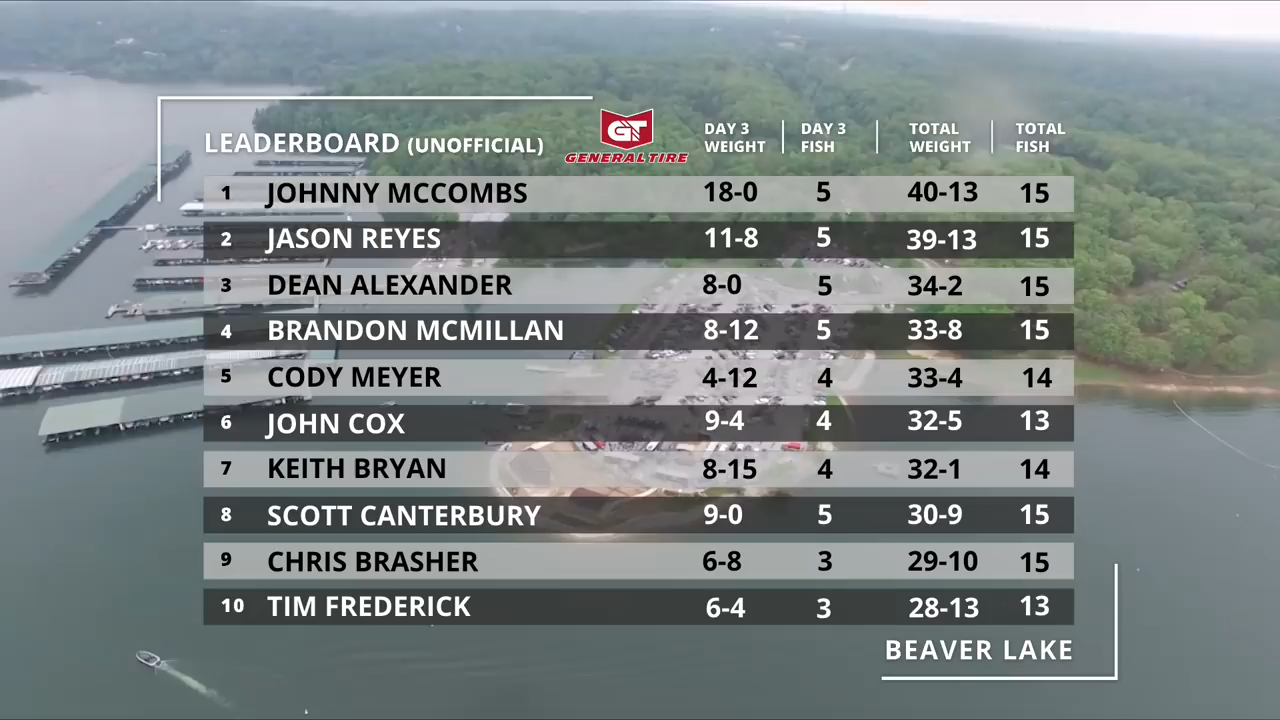 LEADERBOARD (UNOFFICIAL)
GT
GENERAL TIRE
DAY 3 WEIGHT
DAY 3 FISH
TOTAL WEIGHT
TOTAL FISH
1 JOHNNY MCCOMBS 18-0 5 40-13 15
2 JASON REYES 11-8 5 39-13 15
3 DEAN ALEXANDER 8-0 5 34-2 15
4 BRANDON MCMILLAN 8-12 5 33-8 15
5 CODY MEYER 4-12 4 33-4 14
6 JOHN COX 9-4 4 32-5 13
7 KEITH BRYAN 8-15 4 32-1 14
8 SCOTT CANTERBURY 9-0 5 30-9 15
9 CHRIS BRASHER 6-8 3 29-10 15
10 TIM FREDERICK 6-4 3 28-13 13
BEAVER LAKE